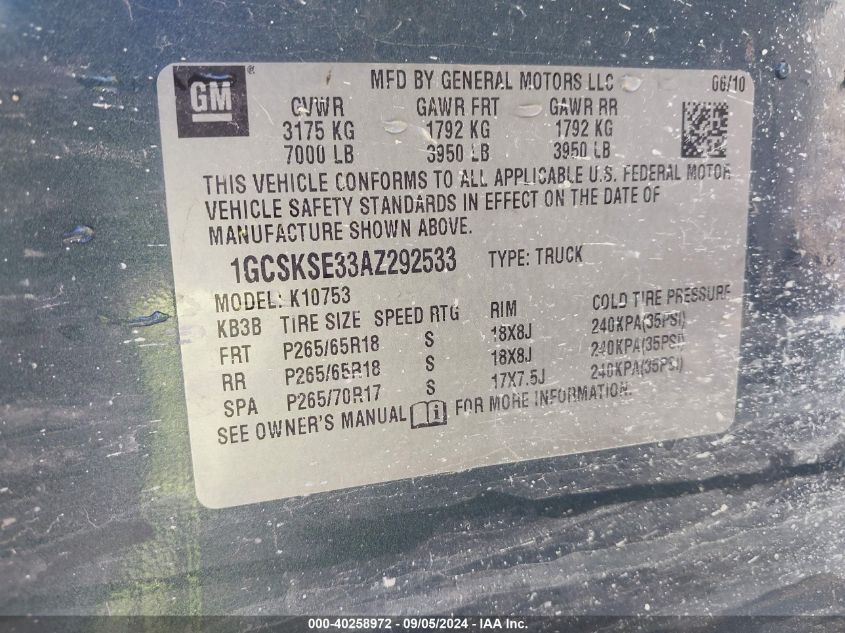 GM ® MFD BY GENERAL MOTORS LLC 06/10
GVWR GAWR FRT GAWR RR
3175 KG 1792 KG 1792 KG
7000 LB 3950 LB 3950 LB
THIS VEHICLE CONFORMS TO ALL APPLICABLE U.S. FEDERAL MOTOR
VEHICLE SAFETY STANDARDS IN EFFECT ON THE DATE OF
MANUFACTURE SHOWN ABOVE.
1GCSKSE33AZ292533 TYPE: TRUCK
MODEL: K10753
KB3B TIRE SIZE SPEED RTG RIM COLD TIRE PRESSURE
FRT P265/65R18 S 18X8J 240KPA(35PSI)
RR P265/65R18 S 18X8J 240KPA(35PSI)
SPA P265/70R17 S 17X7.5J 240KPA(35PSI)
SEE OWNER'S MANUAL FOR MORE INFORMATION.
000-40258972 - 09/05/2024 - IAA Inc.